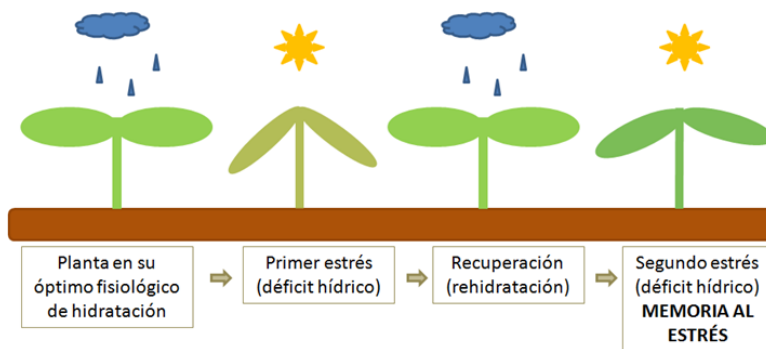 Planta en su
óptimo fisiológico
de hidratación
Primer estrés
(déficit hídrico)
Recuperación
(rehidratación)
Segundo estrés
(déficit hídrico)
MEMORIA AL
ESTRÉS